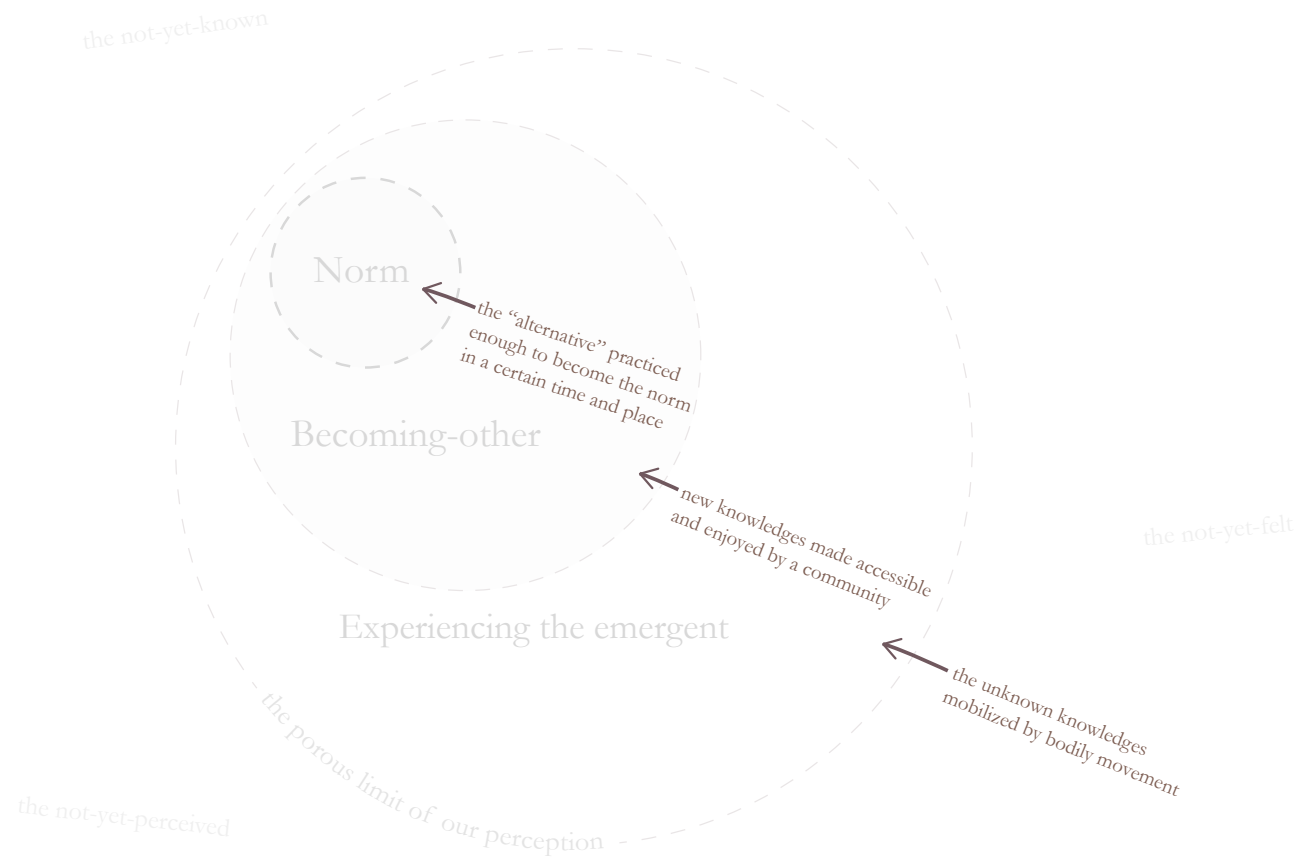 the not-yet-known
Norm
the “alternative” practiced
enough to become the norm
in a certain time and place
Becoming-other
new knowledges made accessible
and enjoyed by a community
the not-yet-felt
Experiencing the emergent
the unknown knowledges
mobilized by bodily movement
the porous limit of our perception
the not-yet-perceived